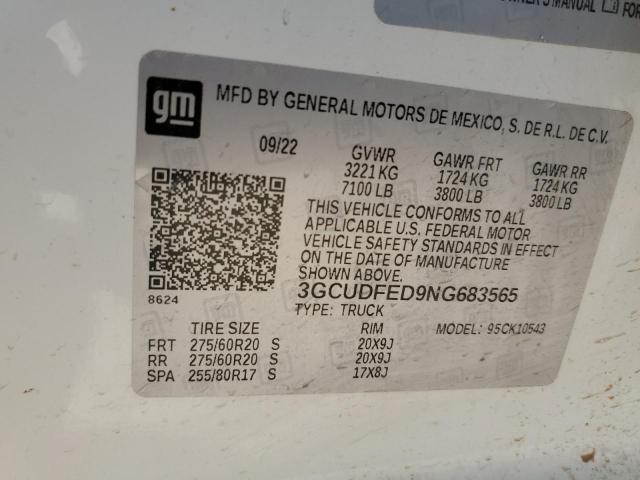 OWNER'S MANUAL FOR
gm
MFD BY GENERAL MOTORS DE MEXICO, S. DE R.L. DE C.V.
09/22 GVWR GAWR FRT GAWR RR
3221 KG 1724 KG 1724 KG
7100 LB 3800 LB 3800 LB
THIS VEHICLE CONFORMS TO ALL
APPLICABLE U.S. FEDERAL MOTOR
VEHICLE SAFETY STANDARDS IN EFFECT
ON THE DATE OF MANUFACTURE
SHOWN ABOVE.
8624
3GCUDFED9NG683565
TYPE: TRUCK MODEL: 95CK10543
TIRE SIZE RIM
FRT 275/60R20 S 20X9J
RR 275/60R20 S 20X9J
SPA 255/80R17 S 17X8J